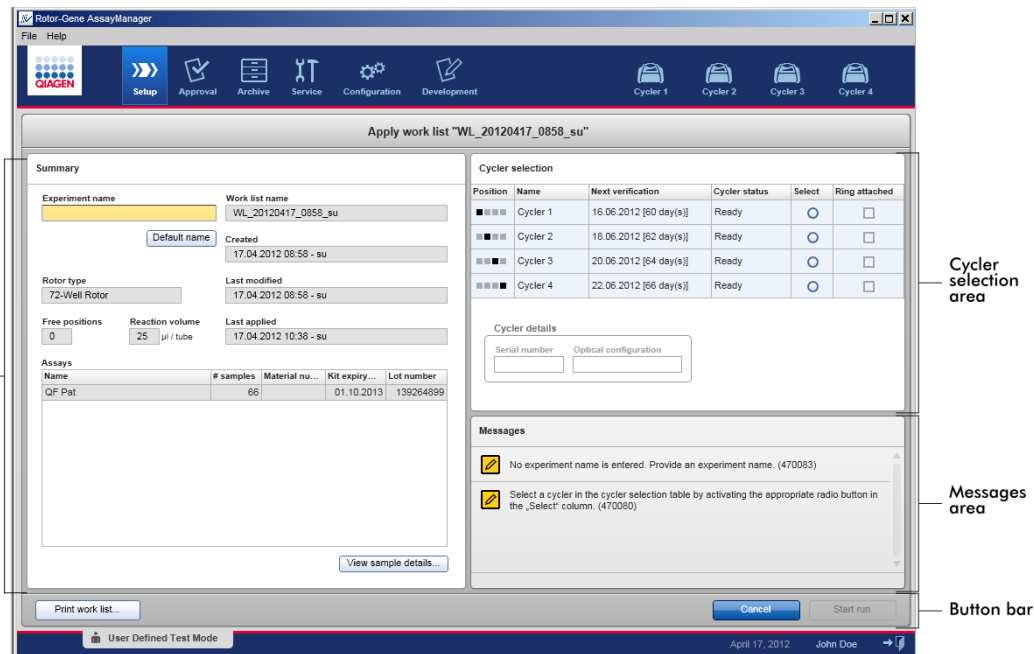 Rotor-Gene AssayManager
File Help
QIAGEN
Setup Approval Archive Service Configuration Development Cycler 1 Cycler 2 Cycler 3 Cycler 4
Apply work list "WL_20120417_0858_su"
Summary
Experiment name
Default name
Work list name
WL_20120417_0858_su
Created
17.04.2012 08:58 - su
Rotor type
72-Well Rotor
Last modified
17.04.2012 08:58 - su
Free positions
0
Reaction volume
25 µl / tube
Last applied
17.04.2012 10:38 - su
Assays
Name # samples Material nu... Kit expiry... Lot number
QF Pat 66 01.10.2013 139264899
View sample details...
Cycler selection
Position Name Next verification Cycler status Select Ring attached
Cycler 1 16.06.2012 [60 day(s)] Ready
Cycler 2 18.06.2012 [62 day(s)] Ready
Cycler 3 20.06.2012 [64 day(s)] Ready
Cycler 4 22.06.2012 [66 day(s)] Ready
Cycler details
Serial number Optical configuration
Messages
No experiment name is entered. Provide an experiment name. (470083)
Select a cycler in the cycler selection table by activating the appropriate radio button in
the „Select" column. (470080)
Print work list...
Cancel
Start run
User Defined Test Mode
April 17, 2012 John Doe
Cycler
selection
area
Messages
area
Button bar